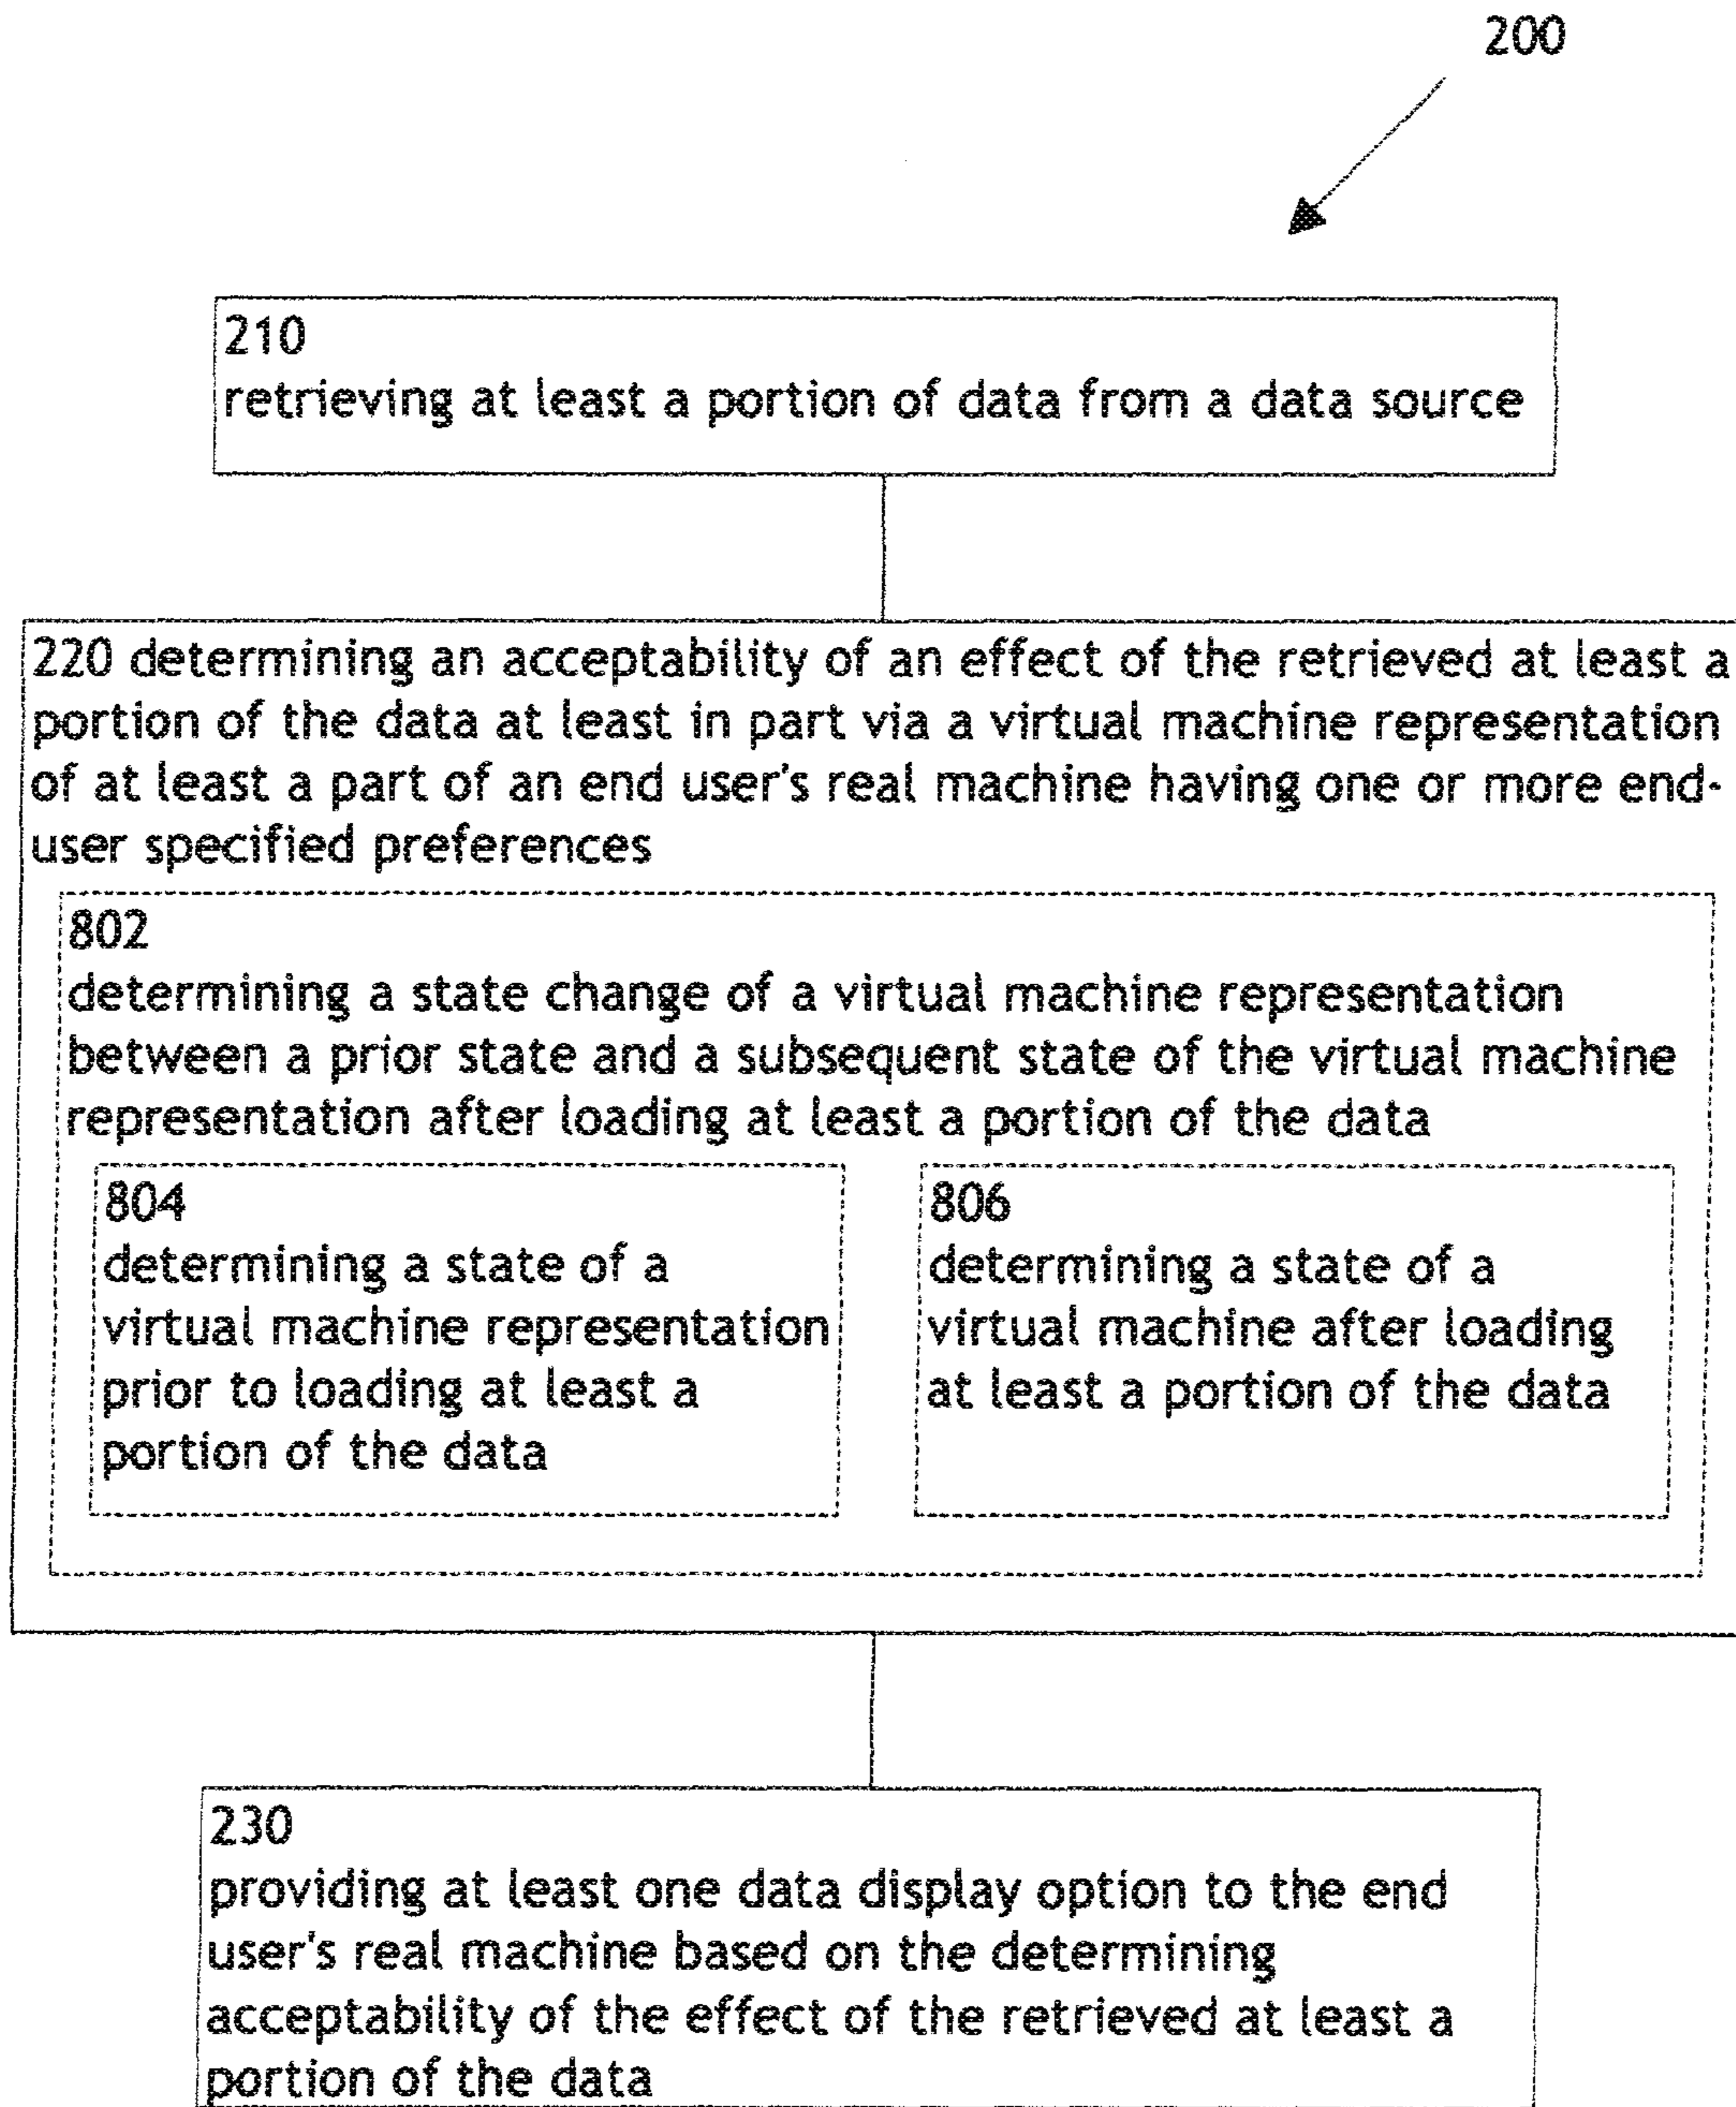 200
210
retrieving at least a portion of data from a data source
220 determining an acceptability of an effect of the retrieved at least a
portion of the data at least in part via a virtual machine representation
of at least a part of an end user's real machine having one or more end-
user specified preferences
802
determining a state change of a virtual machine representation
between a prior state and a subsequent state of the virtual machine
representation after loading at least a portion of the data
804
determining a state of a
virtual machine representation
prior to loading at least a
portion of the data
806
determining a state of a
virtual machine after loading
at least a portion of the data
230
providing at least one data display option to the end
user's real machine based on the determining
acceptability of the effect of the retrieved at least a
portion of the data